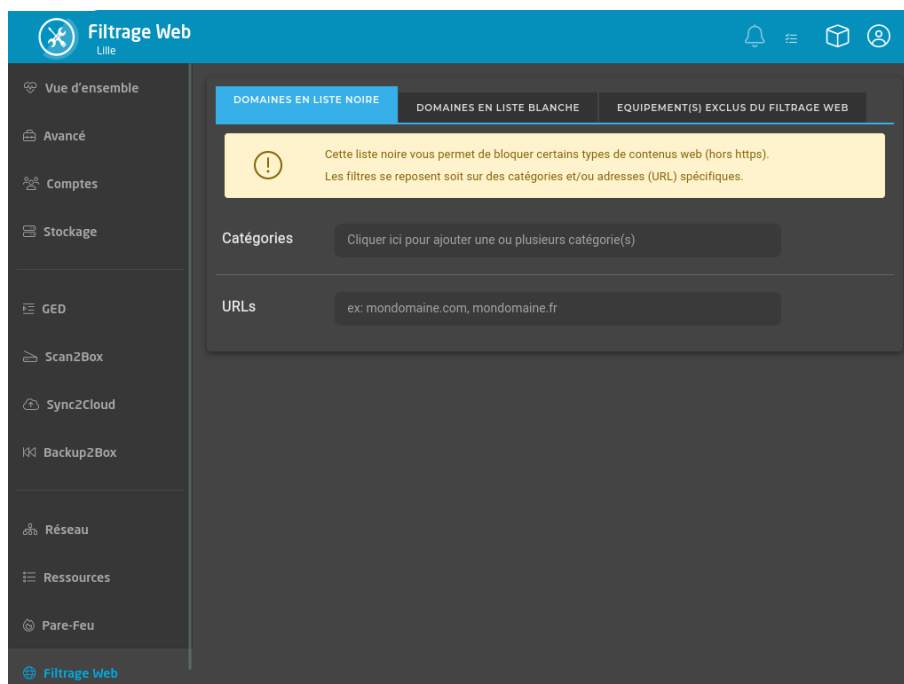 Filtrage Web
Lille
Vue d'ensemble
Avancé
Comptes
Stockage
GED
Scan2Box
Sync2Cloud
Backup2Box
Réseau
Ressources
Pare-Feu
Filtrage Web
DOMAINES EN LISTE NOIRE
DOMAINES EN LISTE BLANCHE
EQUIPEMENT(S) EXCLUS DU FILTRAGE WEB
Cette liste noire vous permet de bloquer certains types de contenus web (hors https).
Les filtres se reposent soit sur des catégories et/ou adresses (URL) spécifiques.
Catégories
Cliquer ici pour ajouter une ou plusieurs catégorie(s)
URLs
ex: mondomaine.com, mondomaine.fr